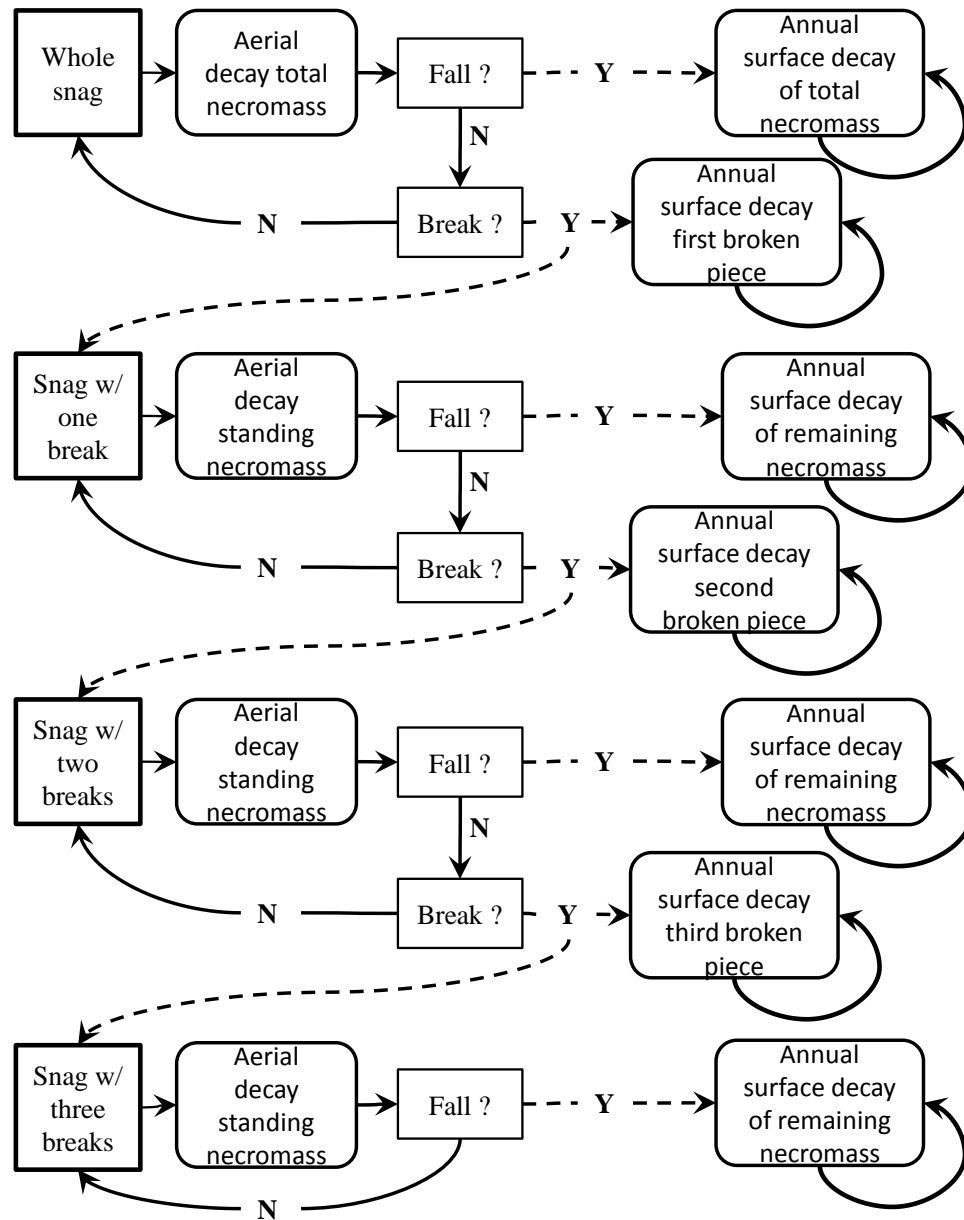 Whole
snag
Aerial
decay total
necromass
Fall ?
Y
Annual
surface decay
of total
necromass
N
Break ?
N
Y
Annual
surface decay
first broken
piece
Snag w/
one
break
Aerial
decay
standing
necromass
Fall ?
Y
Annual
surface decay
of remaining
necromass
N
Break ?
N
Y
Annual
surface decay
second
broken piece
Snag w/
two
breaks
Aerial
decay
standing
necromass
Fall ?
Y
Annual
surface decay
of remaining
necromass
N
Break ?
N
Y
Annual
surface decay
third broken
piece
Snag w/
three
breaks
Aerial
decay
standing
necromass
Fall ?
Y
Annual
surface decay
of remaining
necromass
N